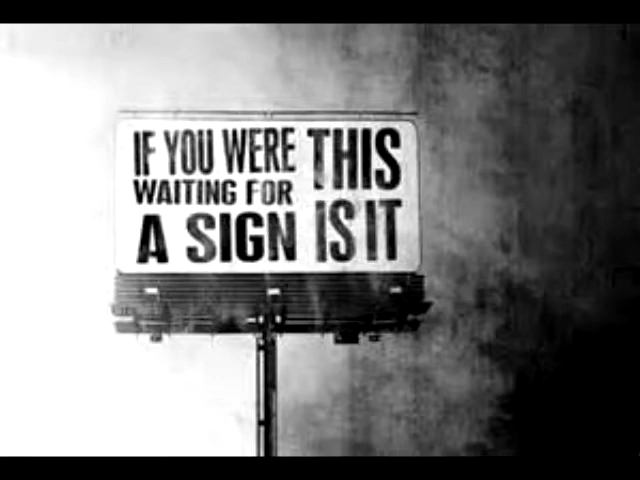 IF YOU WERE
WAITING FOR
A SIGN
THIS
IS IT